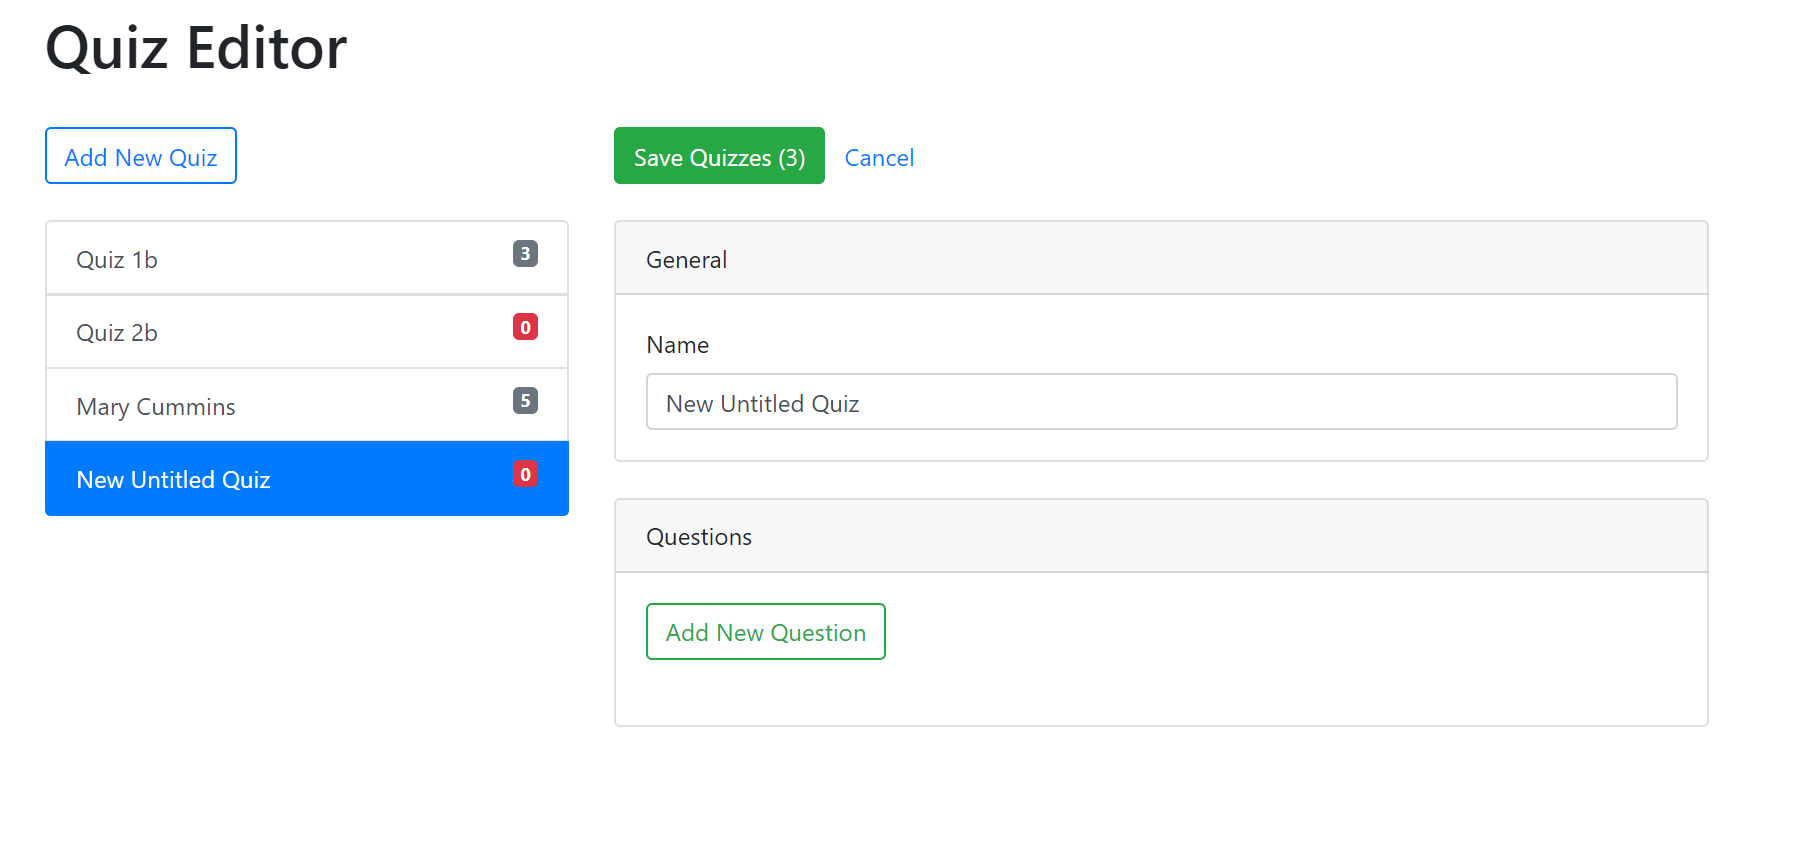 Quiz Editor
Add New Quiz
Save Quizzes (3) Cancel
Quiz 1b 3
Quiz 2b 0
Mary Cummins 5
New Untitled Quiz 0
General
Name
New Untitled Quiz
Questions
Add New Question